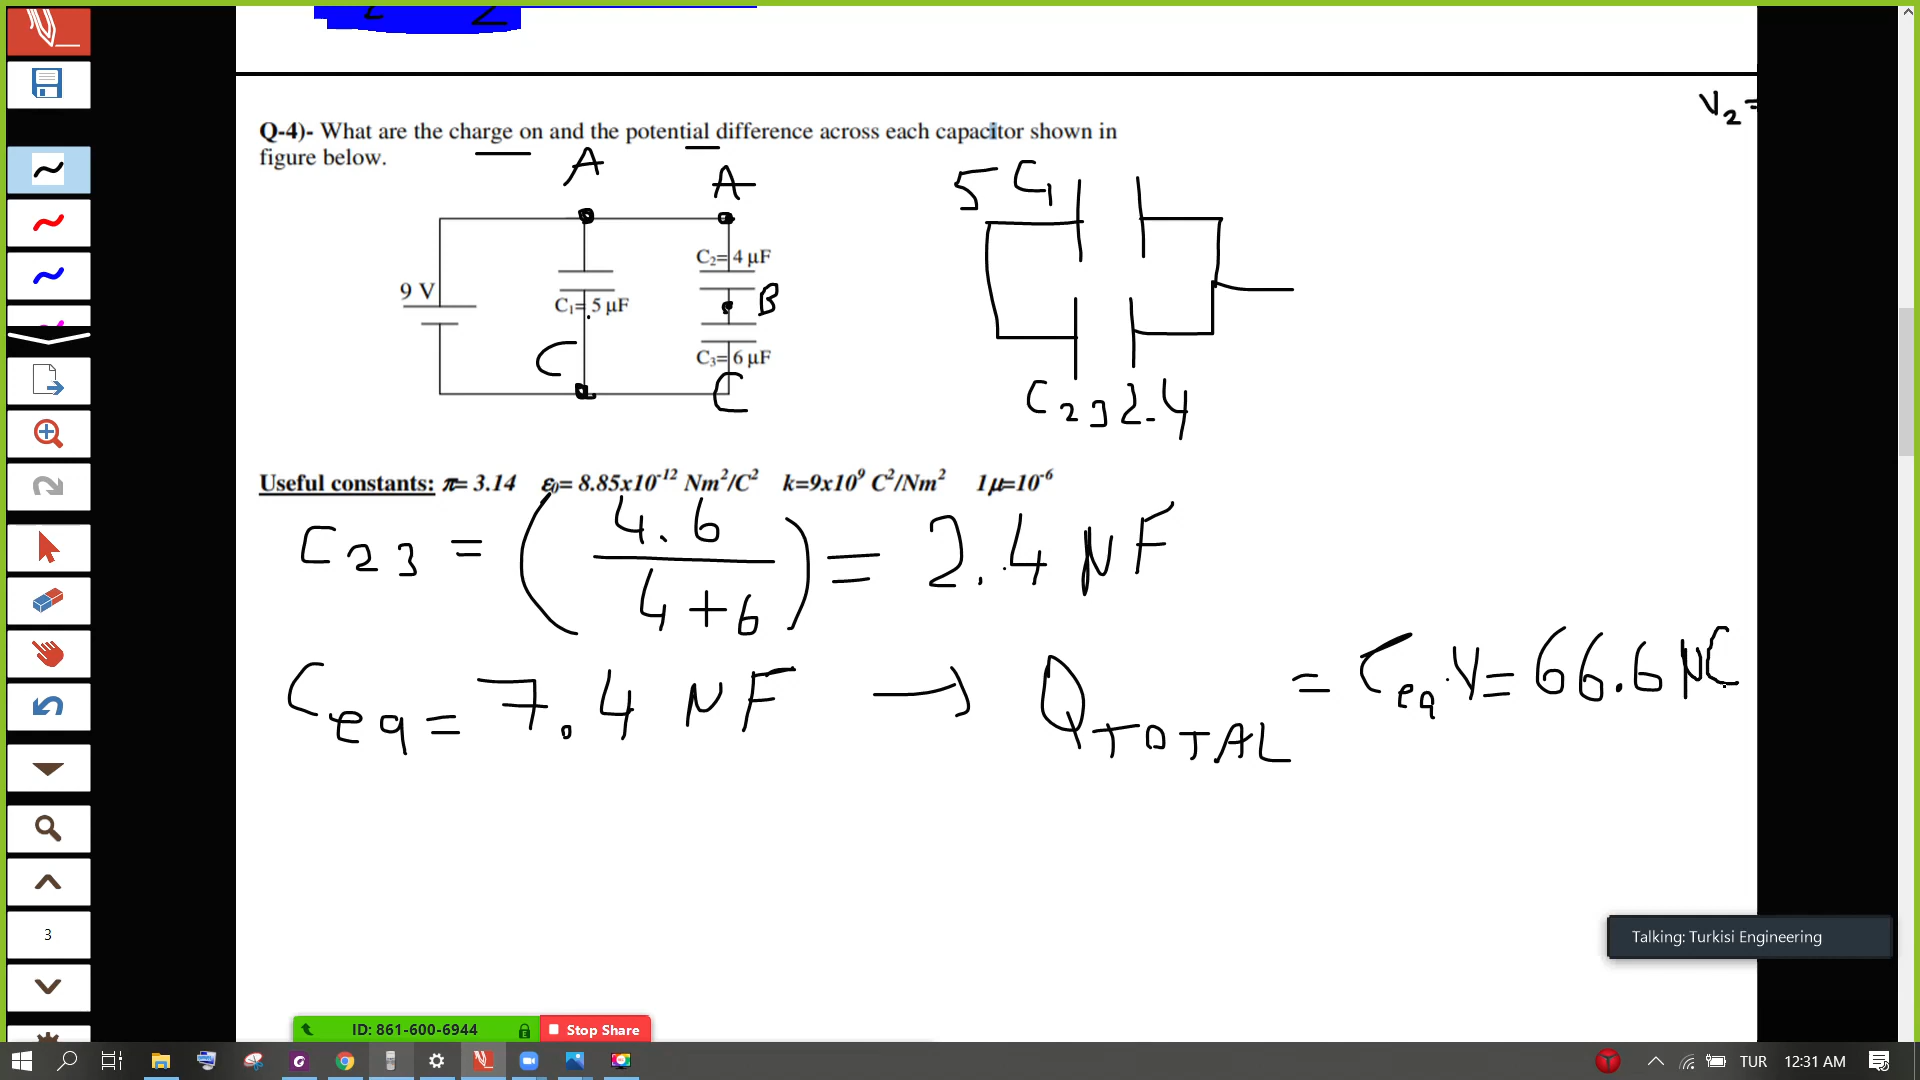 V2=
Q-4)- What are the charge on and the potential difference across each capacitor shown in
figure below.
A
A
5 C1
9 V
C2= 4 µF
B
C1= 5 µF
C
C3= 6 µF
C
C23 2.4
Useful constants: π= 3.14 ε0= 8.85x10-12 Nm2/C2 k=9x109 C2/Nm2 1µ=10-6
C23 = (4.6 / 4+6) = 2.4 µF
Ceq = 7.4 µF → QTOTAL = Ceq.V = 66.6 µC
3
Talking: Turkisi Engineering
ID: 861-600-6944
Stop Share
TUR
12:31 AM